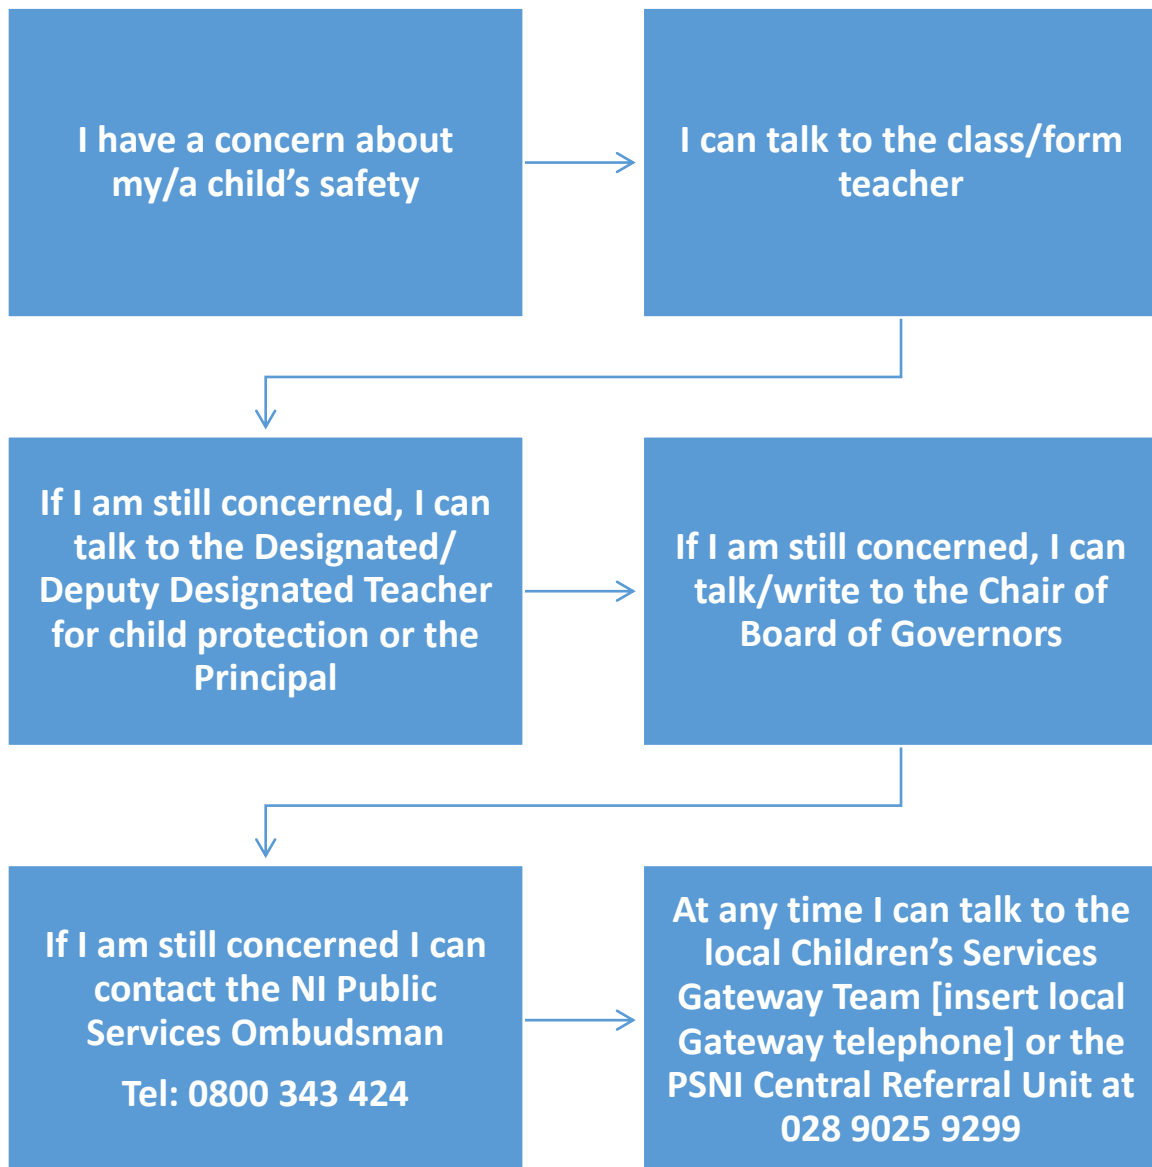 I have a concern about
my/a child’s safety
I can talk to the class/form
teacher
If I am still concerned, I can
talk to the Designated/
Deputy Designated Teacher
for child protection or the
Principal
If I am still concerned, I can
talk/write to the Chair of
Board of Governors
If I am still concerned I can
contact the NI Public
Services Ombudsman
Tel: 0800 343 424
At any time I can talk to the
local Children’s Services
Gateway Team [insert local
Gateway telephone] or the
PSNI Central Referral Unit at
028 9025 9299